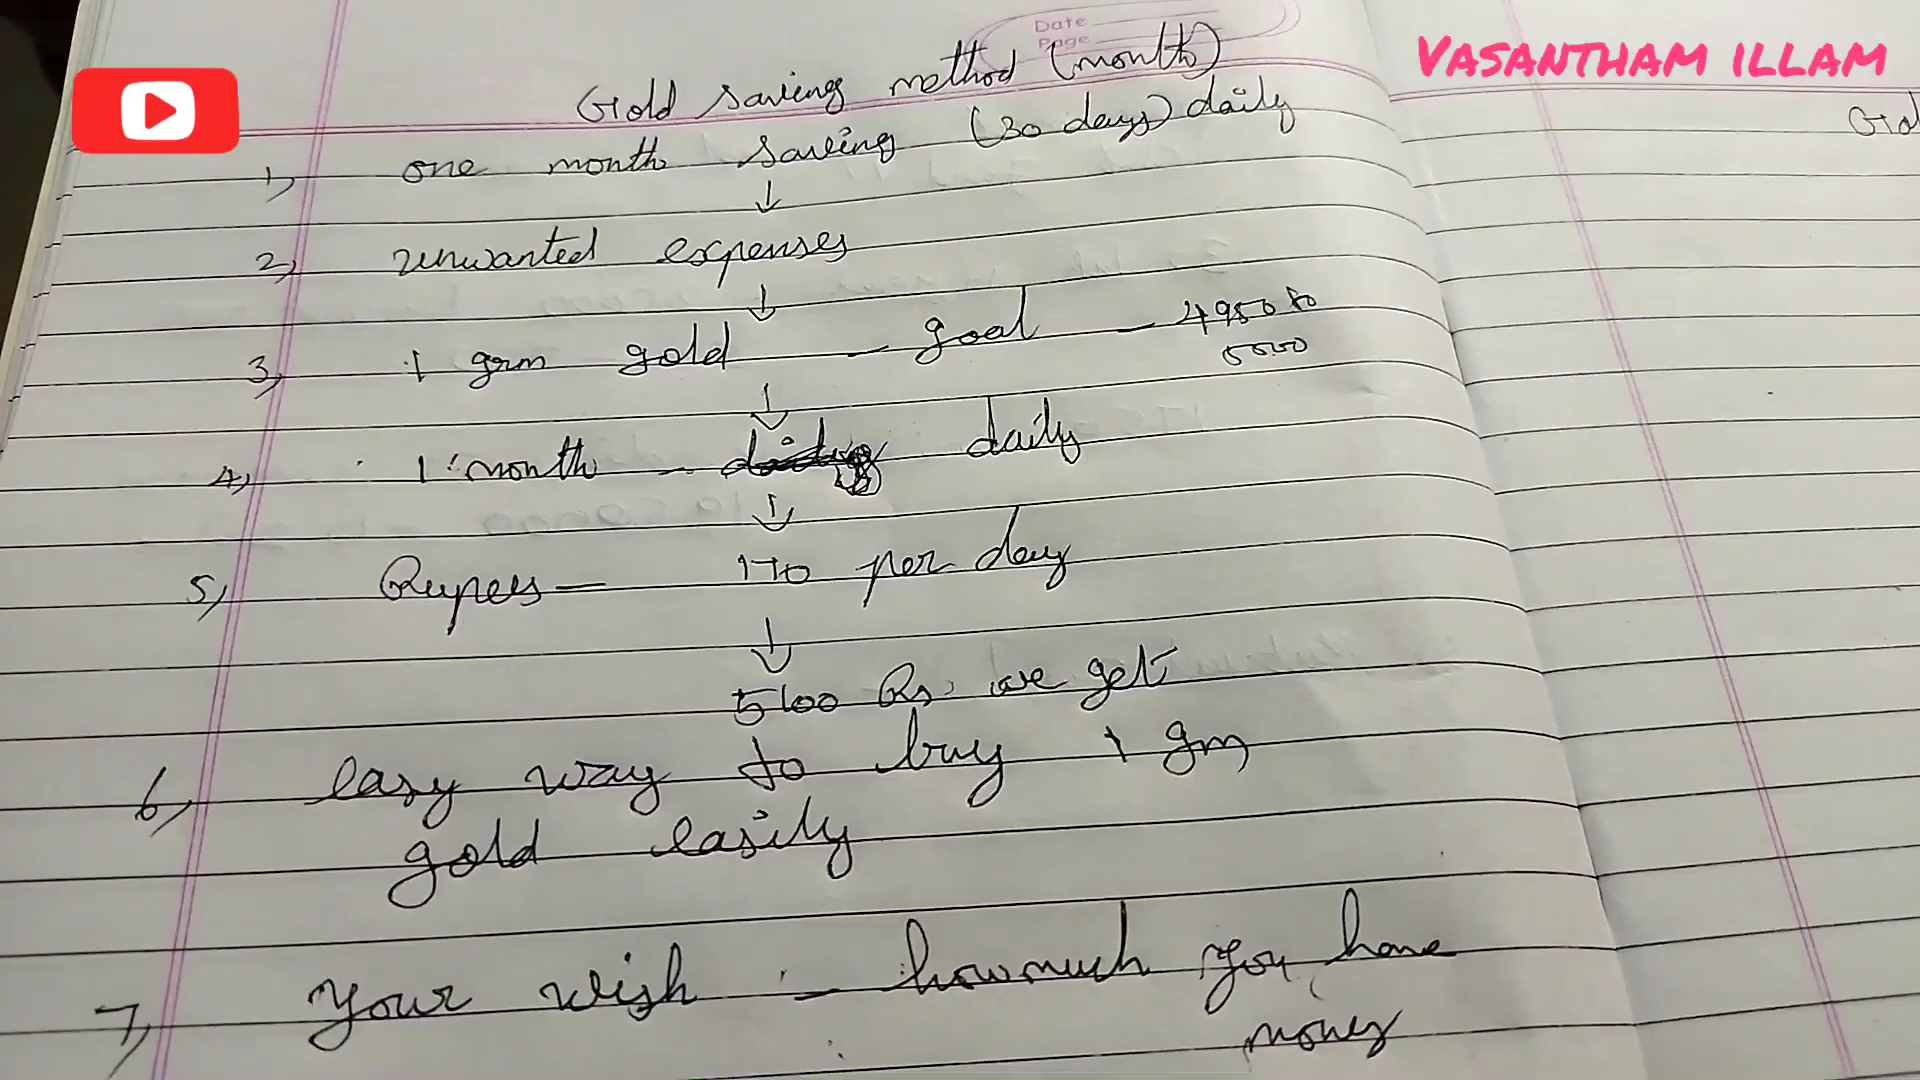 Date
Page
VASANTHAM ILLAM
Gold saving method (month)
1, one month saving (30 days) daily
↓
2, unwanted expenses
↓
3, 1 grm gold - goal - 4950 to
5500
↓
4, 1 month - daily
↓
5, Rupees - 170 per day
↓
5100 Rs. we get
6, easy way to buy 1 gm
gold easily
7, Your wish - howmuch you have
money